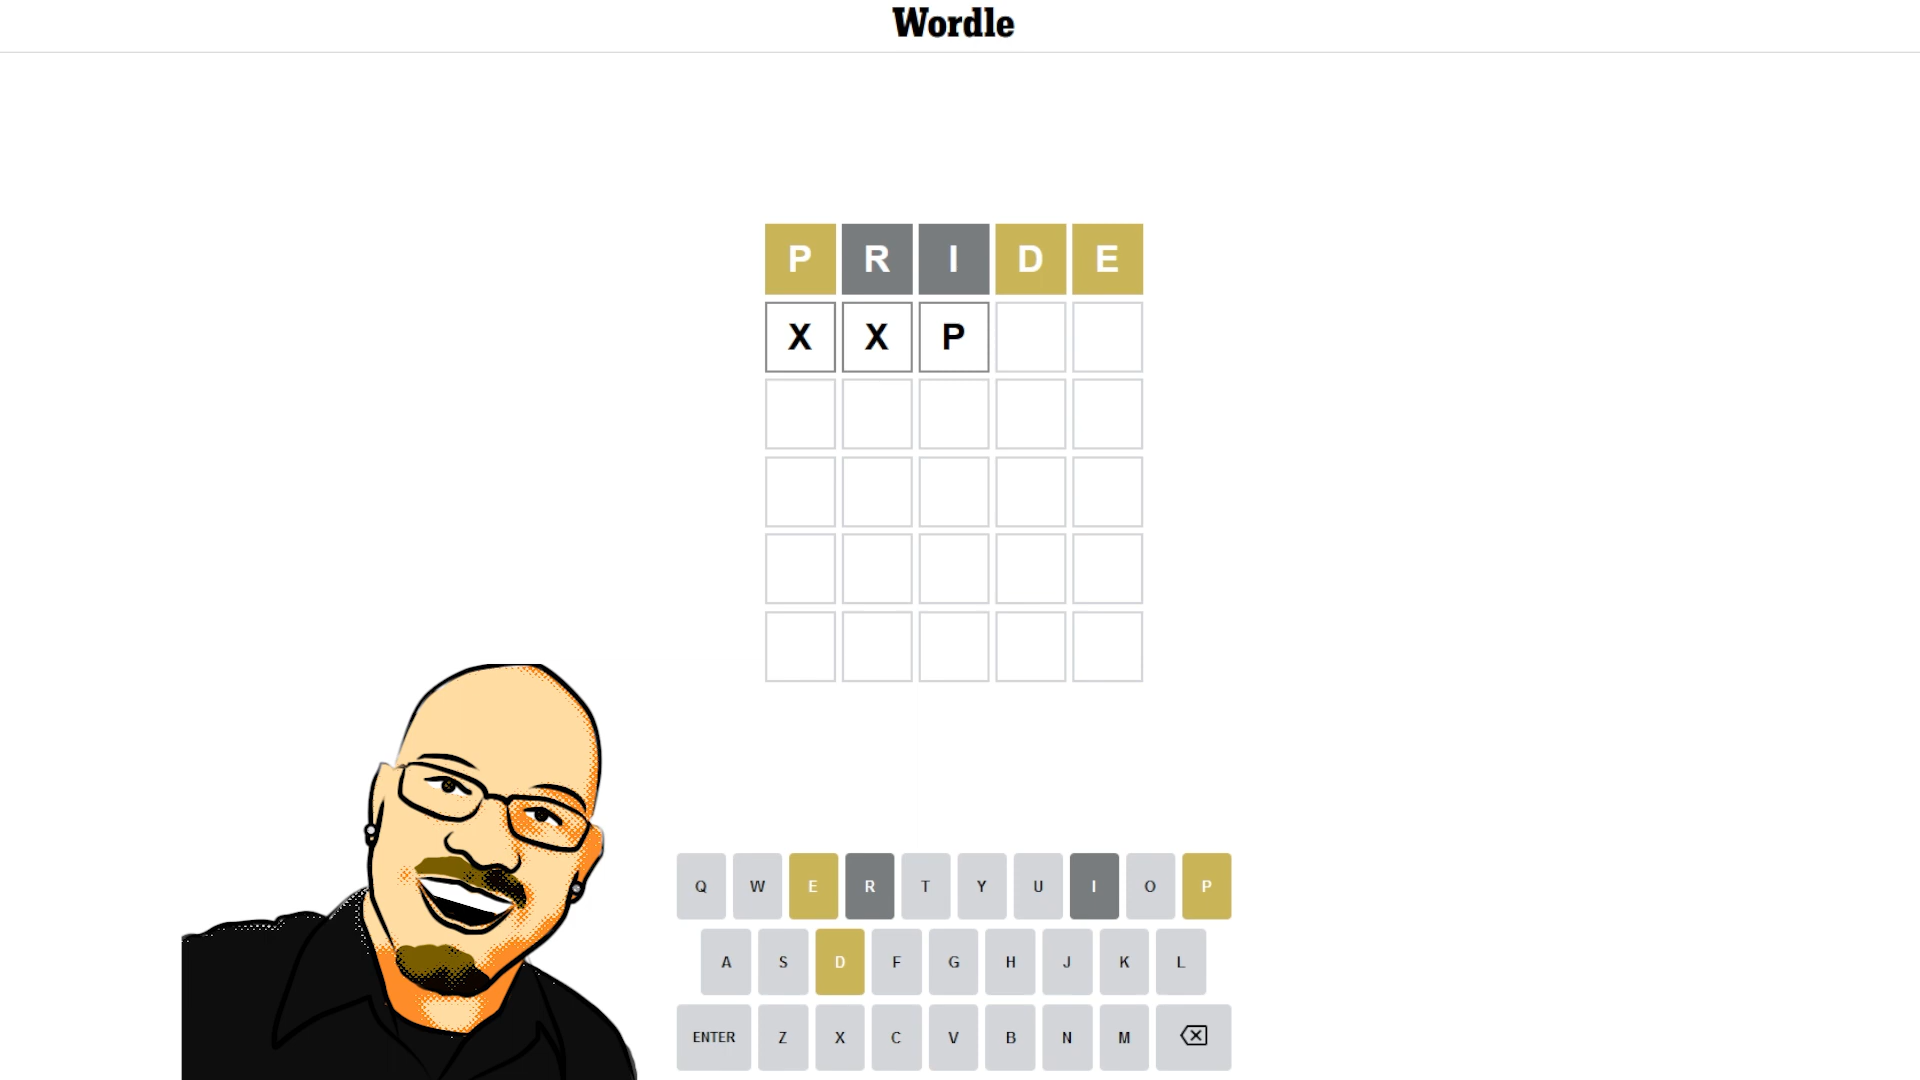 Wordle
P R I D E
X X P
Q W E R T Y U I O P
A S D F G H J K L
ENTER Z X C V B N M